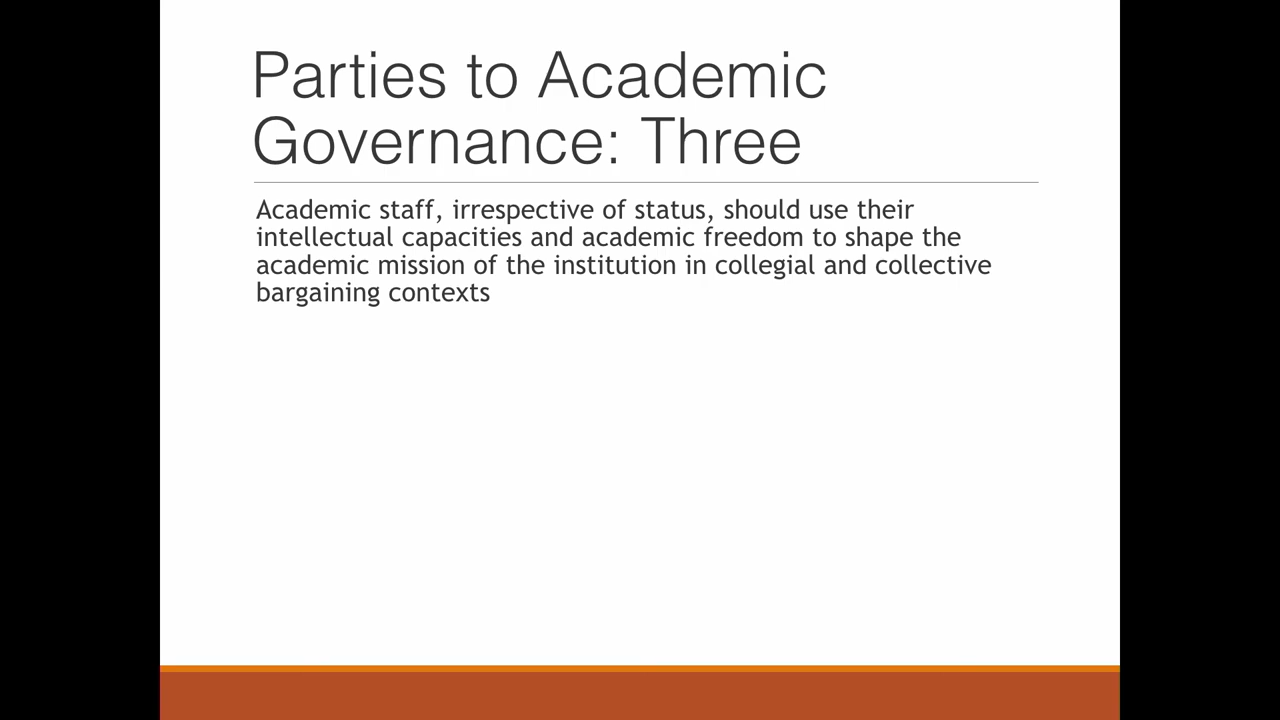 Parties to Academic
Governance: Three
Academic staff, irrespective of status, should use their
intellectual capacities and academic freedom to shape the
academic mission of the institution in collegial and collective
bargaining contexts